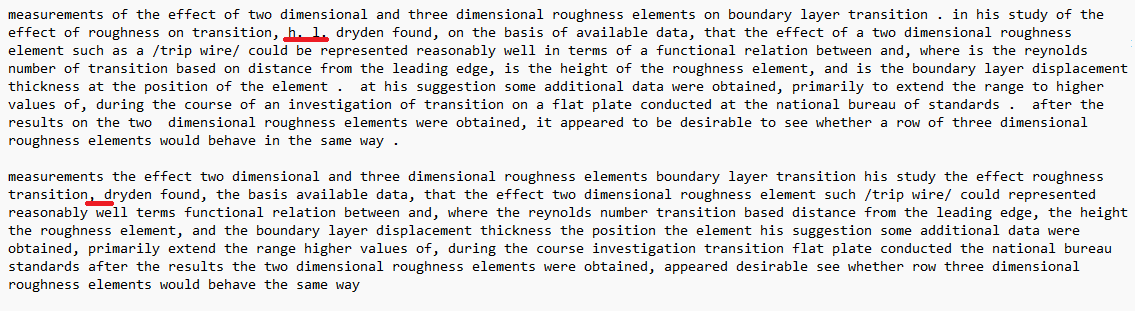 measurements of the effect of two dimensional and three dimensional roughness elements on boundary layer transition . in his study of the
effect of roughness on transition, h. l. dryden found, on the basis of available data, that the effect of a two dimensional roughness
element such as a /trip wire/ could be represented reasonably well in terms of a functional relation between and, where is the reynolds
number of transition based on distance from the leading edge, is the height of the roughness element, and is the boundary layer displacement
thickness at the position of the element .  at his suggestion some additional data were obtained, primarily to extend the range to higher
values of, during the course of an investigation of transition on a flat plate conducted at the national bureau of standards .  after the
results on the two  dimensional roughness elements were obtained, it appeared to be desirable to see whether a row of three dimensional
roughness elements would behave in the same way .

measurements the effect two dimensional and three dimensional roughness elements boundary layer transition his study the effect roughness
transition, dryden found, the basis available data, that the effect two dimensional roughness element such /trip wire/ could represented
reasonably well terms functional relation between and, where the reynolds number transition based distance from the leading edge, the height
the roughness element, and the boundary layer displacement thickness the position the element his suggestion some additional data were
obtained, primarily extend the range higher values of, during the course investigation transition flat plate conducted the national bureau
standards after the results the two dimensional roughness elements were obtained, appeared desirable see whether row three dimensional
roughness elements would behave the same way